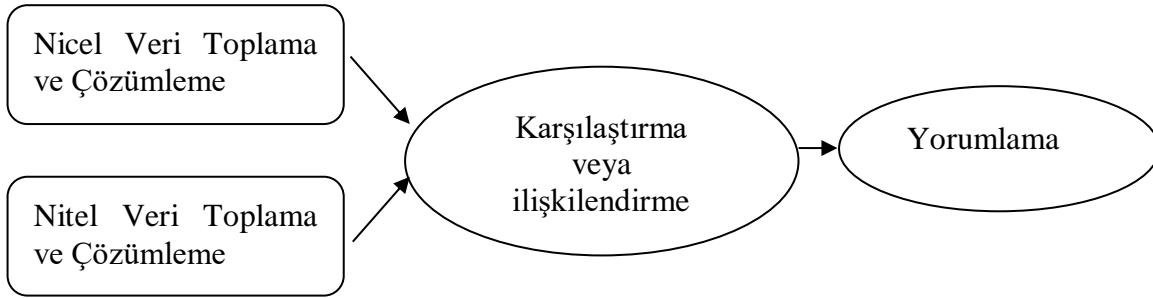 Nicel Veri Toplama
ve Çözümleme
Nitel Veri Toplama
ve Çözümleme
Karşılaştırma
veya
ilişkilendirme
Yorumlama